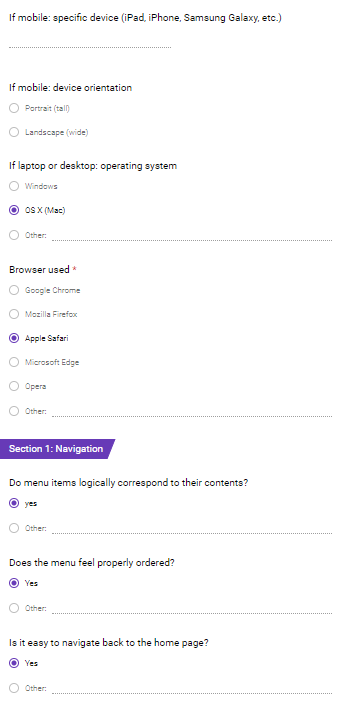 If mobile: specific device (iPad, iPhone, Samsung Galaxy, etc.)
If mobile: device orientation
Portrait (tall)
Landscape (wide)
If laptop or desktop: operating system
Windows
OS X (Mac)
Other:
Browser used *
Google Chrome
Mozilla Firefox
Apple Safari
Microsoft Edge
Opera
Other:
Section 1: Navigation
Do menu items logically correspond to their contents?
yes
Other:
Does the menu feel properly ordered?
Yes
Other:
Is it easy to navigate back to the home page?
Yes
Other: